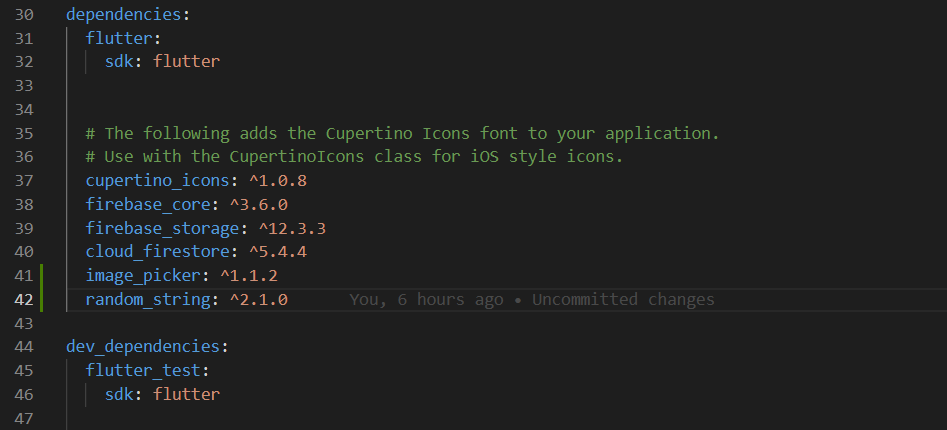 30 dependencies:
31   flutter:
32     sdk: flutter
33
34
35   # The following adds the Cupertino Icons font to your application.
36   # Use with the CupertinoIcons class for iOS style icons.
37   cupertino_icons: ^1.0.8
38   firebase_core: ^3.6.0
39   firebase_storage: ^12.3.3
40   cloud_firestore: ^5.4.4
41   image_picker: ^1.1.2
42   random_string: ^2.1.0      You, 6 hours ago • Uncommitted changes
43
44 dev_dependencies:
45   flutter_test:
46     sdk: flutter
47